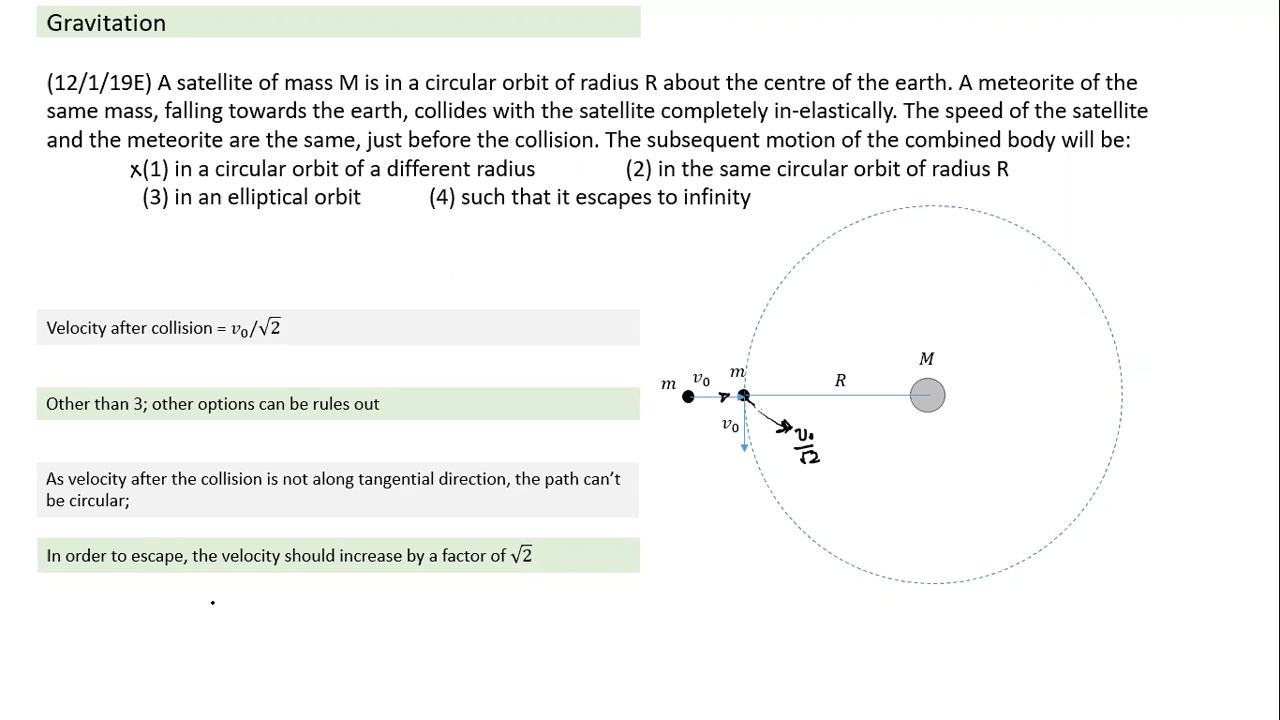 Gravitation
(12/1/19E) A satellite of mass M is in a circular orbit of radius R about the centre of the earth. A meteorite of the
same mass, falling towards the earth, collides with the satellite completely in-elastically. The speed of the satellite
and the meteorite are the same, just before the collision. The subsequent motion of the combined body will be:
x(1) in a circular orbit of a different radius (2) in the same circular orbit of radius R
(3) in an elliptical orbit (4) such that it escapes to infinity
Velocity after collision = v₀/√2
Other than 3; other options can be rules out
As velocity after the collision is not along tangential direction, the path can't
be circular;
In order to escape, the velocity should increase by a factor of √2
M
m v₀ m R
v₀
v₀/√2